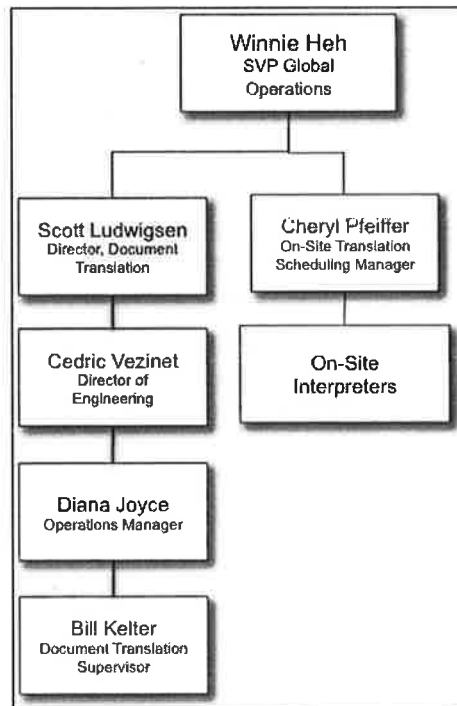 Winnie Heh
SVP Global
Operations
Scott Ludwigsen
Director, Document
Translation
Cheryl Pfeiffer
On-Site Translation
Scheduling Manager
Cedric Vezinet
Director of
Engineering
On-Site
Interpreters
Diana Joyce
Operations Manager
Bill Kelter
Document Translation
Supervisor